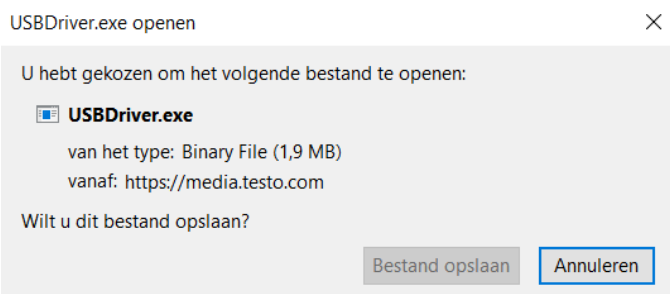 USBDriver.exe openen
U hebt gekozen om het volgende bestand te openen:
USBDriver.exe
van het type: Binary File (1,9 MB)
vanaf: https://media.testo.com
Wilt u dit bestand opslaan?
Bestand opslaan Annuleren